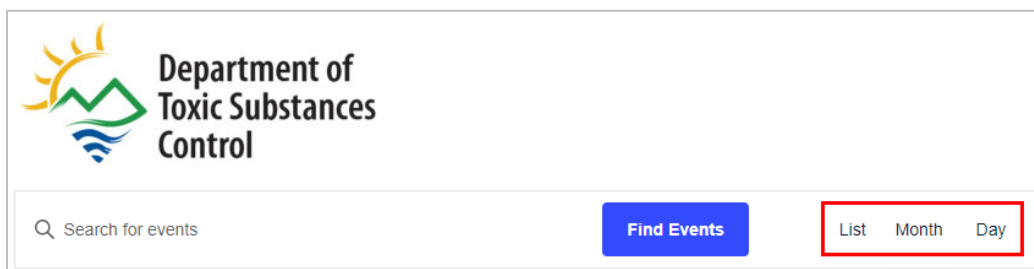 Department of
Toxic Substances
Control
Search for events
Find Events
List Month Day